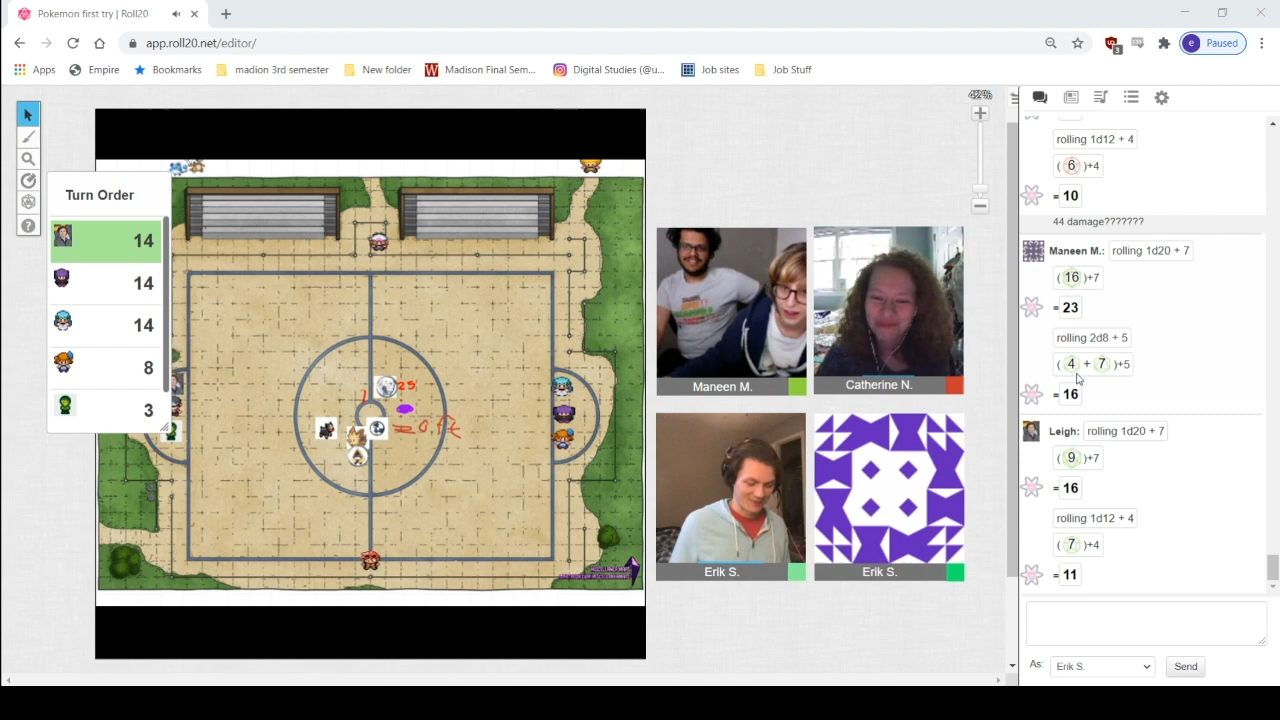 Pokemon first try | Roll20
app.roll20.net/editor/
3
e Paused
Apps Empire Bookmarks madion 3rd semester New folder Madison Final Sem... Digital Studies (@u... Job sites Job Stuff
42%
Turn Order
14
14
14
8
3
25
= 0 ft
Maneen M.
Catherine N.
Erik S.
Erik S.
rolling 1d12 + 4
(6)+4
= 10
44 damage???????
Maneen M.: rolling 1d20 + 7
(16)+7
= 23
rolling 2d8 + 5
(4 + 7)+5
= 16
Leigh: rolling 1d20 + 7
(9)+7
= 16
rolling 1d12 + 4
(7)+4
= 11
As: Erik S. Send